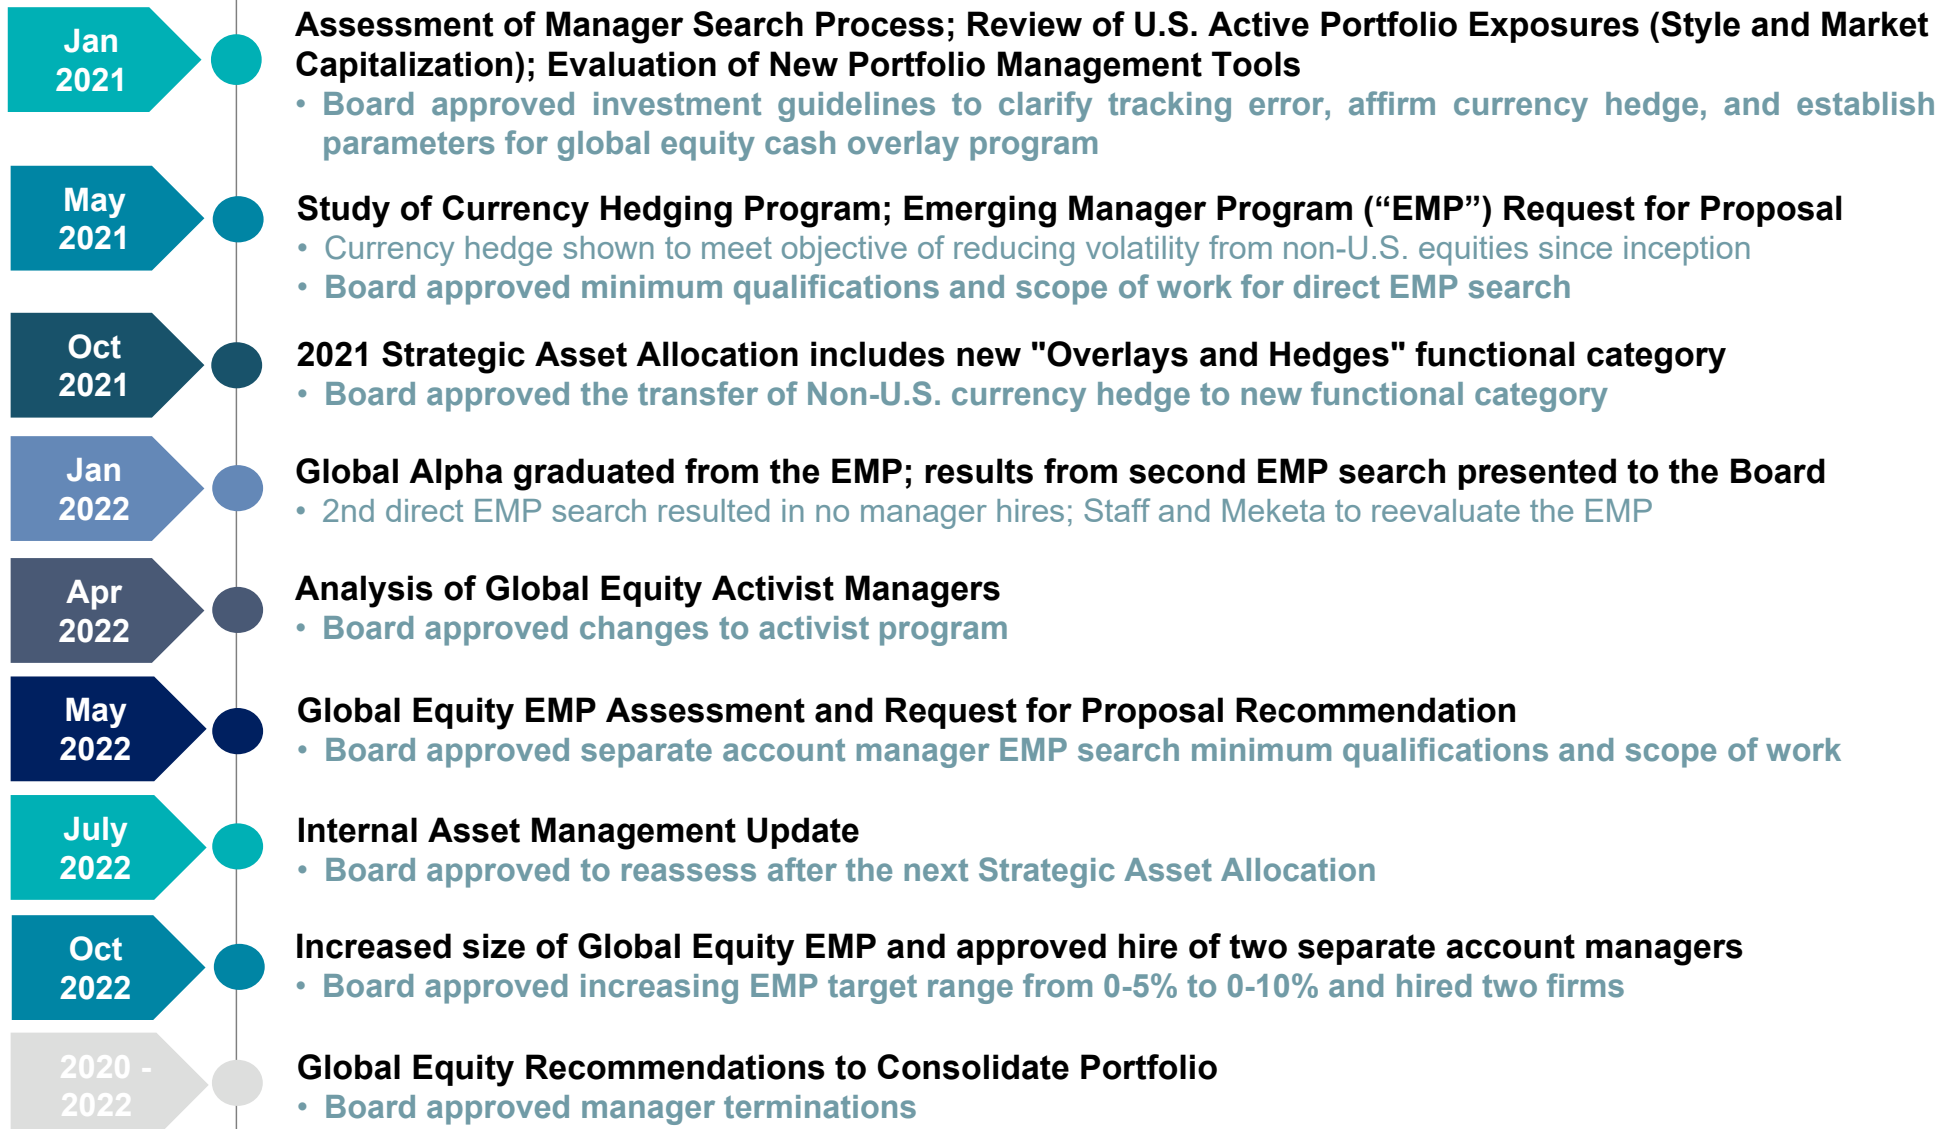 Jan
2021
Assessment of Manager Search Process; Review of U.S. Active Portfolio Exposures (Style and Market
Capitalization); Evaluation of New Portfolio Management Tools
• Board approved investment guidelines to clarify tracking error, affirm currency hedge, and establish
parameters for global equity cash overlay program
May
2021
Study of Currency Hedging Program; Emerging Manager Program (“EMP”) Request for Proposal
• Currency hedge shown to meet objective of reducing volatility from non-U.S. equities since inception
• Board approved minimum qualifications and scope of work for direct EMP search
Oct
2021
2021 Strategic Asset Allocation includes new "Overlays and Hedges" functional category
• Board approved the transfer of Non-U.S. currency hedge to new functional category
Jan
2022
Global Alpha graduated from the EMP; results from second EMP search presented to the Board
• 2nd direct EMP search resulted in no manager hires; Staff and Meketa to reevaluate the EMP
Apr
2022
Analysis of Global Equity Activist Managers
• Board approved changes to activist program
May
2022
Global Equity EMP Assessment and Request for Proposal Recommendation
• Board approved separate account manager EMP search minimum qualifications and scope of work
July
2022
Internal Asset Management Update
• Board approved to reassess after the next Strategic Asset Allocation
Oct
2022
Increased size of Global Equity EMP and approved hire of two separate account managers
• Board approved increasing EMP target range from 0-5% to 0-10% and hired two firms
2020 -
2022
Global Equity Recommendations to Consolidate Portfolio
• Board approved manager terminations